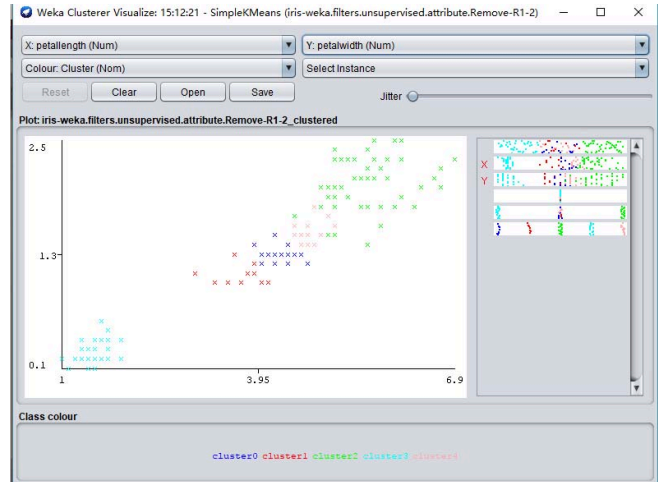 Weka Clusterer Visualize: 15:12:21 - SimpleKMeans (iris-weka.filters.unsupervised.attribute.Remove-R1-2)
X: petallength (Num) Y: petalwidth (Num)
Colour: Cluster (Nom) Select Instance
Reset Clear Open Save Jitter
Plot: iris-weka.filters.unsupervised.attribute.Remove-R1-2_clustered
2.5
X
Y
1.3
0.1
1 3.95 6.9
Class colour
cluster0 cluster1 cluster2 cluster3 cluster4